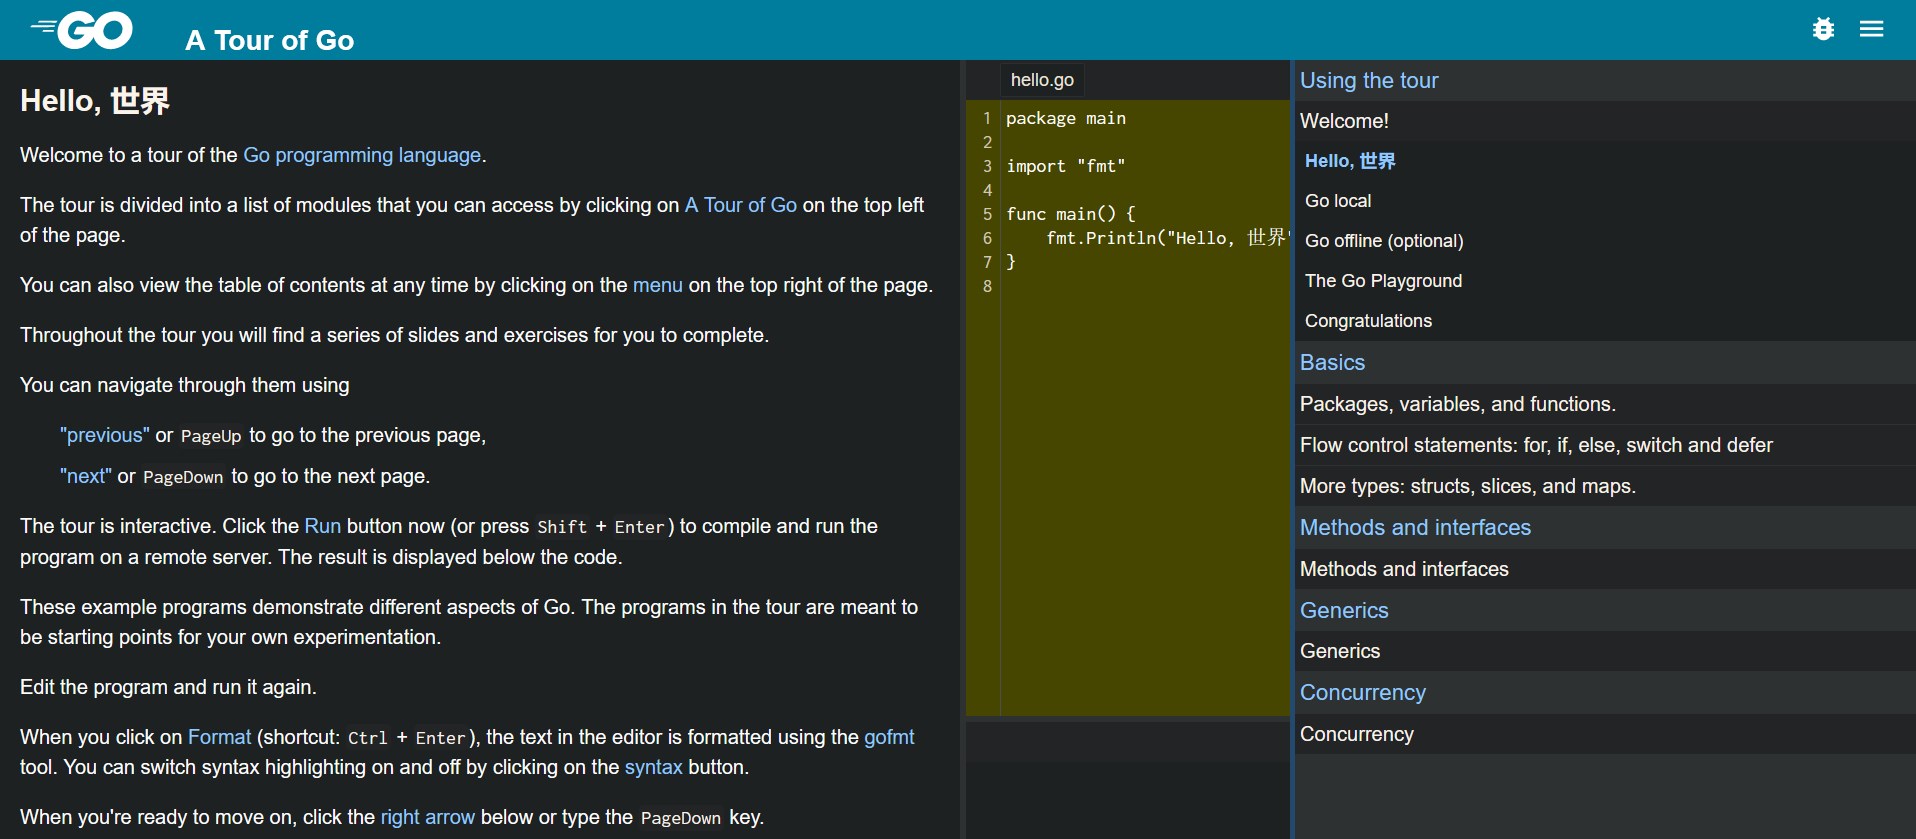 GO
A Tour of Go
Hello, 世界
Welcome to a tour of the Go programming language.
The tour is divided into a list of modules that you can access by clicking on A Tour of Go on the top left
of the page.
You can also view the table of contents at any time by clicking on the menu on the top right of the page.
Throughout the tour you will find a series of slides and exercises for you to complete.
You can navigate through them using
"previous" or PageUp to go to the previous page,
"next" or PageDown to go to the next page.
The tour is interactive. Click the Run button now (or press Shift + Enter) to compile and run the
program on a remote server. The result is displayed below the code.
These example programs demonstrate different aspects of Go. The programs in the tour are meant to
be starting points for your own experimentation.
Edit the program and run it again.
When you click on Format (shortcut: Ctrl + Enter), the text in the editor is formatted using the gofmt
tool. You can switch syntax highlighting on and off by clicking on the syntax button.
When you're ready to move on, click the right arrow below or type the PageDown key.
hello.go
1 package main
2
3 import "fmt"
4
5 func main() {
6     fmt.Println("Hello, 世界"
7 }
8
Using the tour
Welcome!
Hello, 世界
Go local
Go offline (optional)
The Go Playground
Congratulations
Basics
Packages, variables, and functions.
Flow control statements: for, if, else, switch and defer
More types: structs, slices, and maps.
Methods and interfaces
Methods and interfaces
Generics
Generics
Concurrency
Concurrency